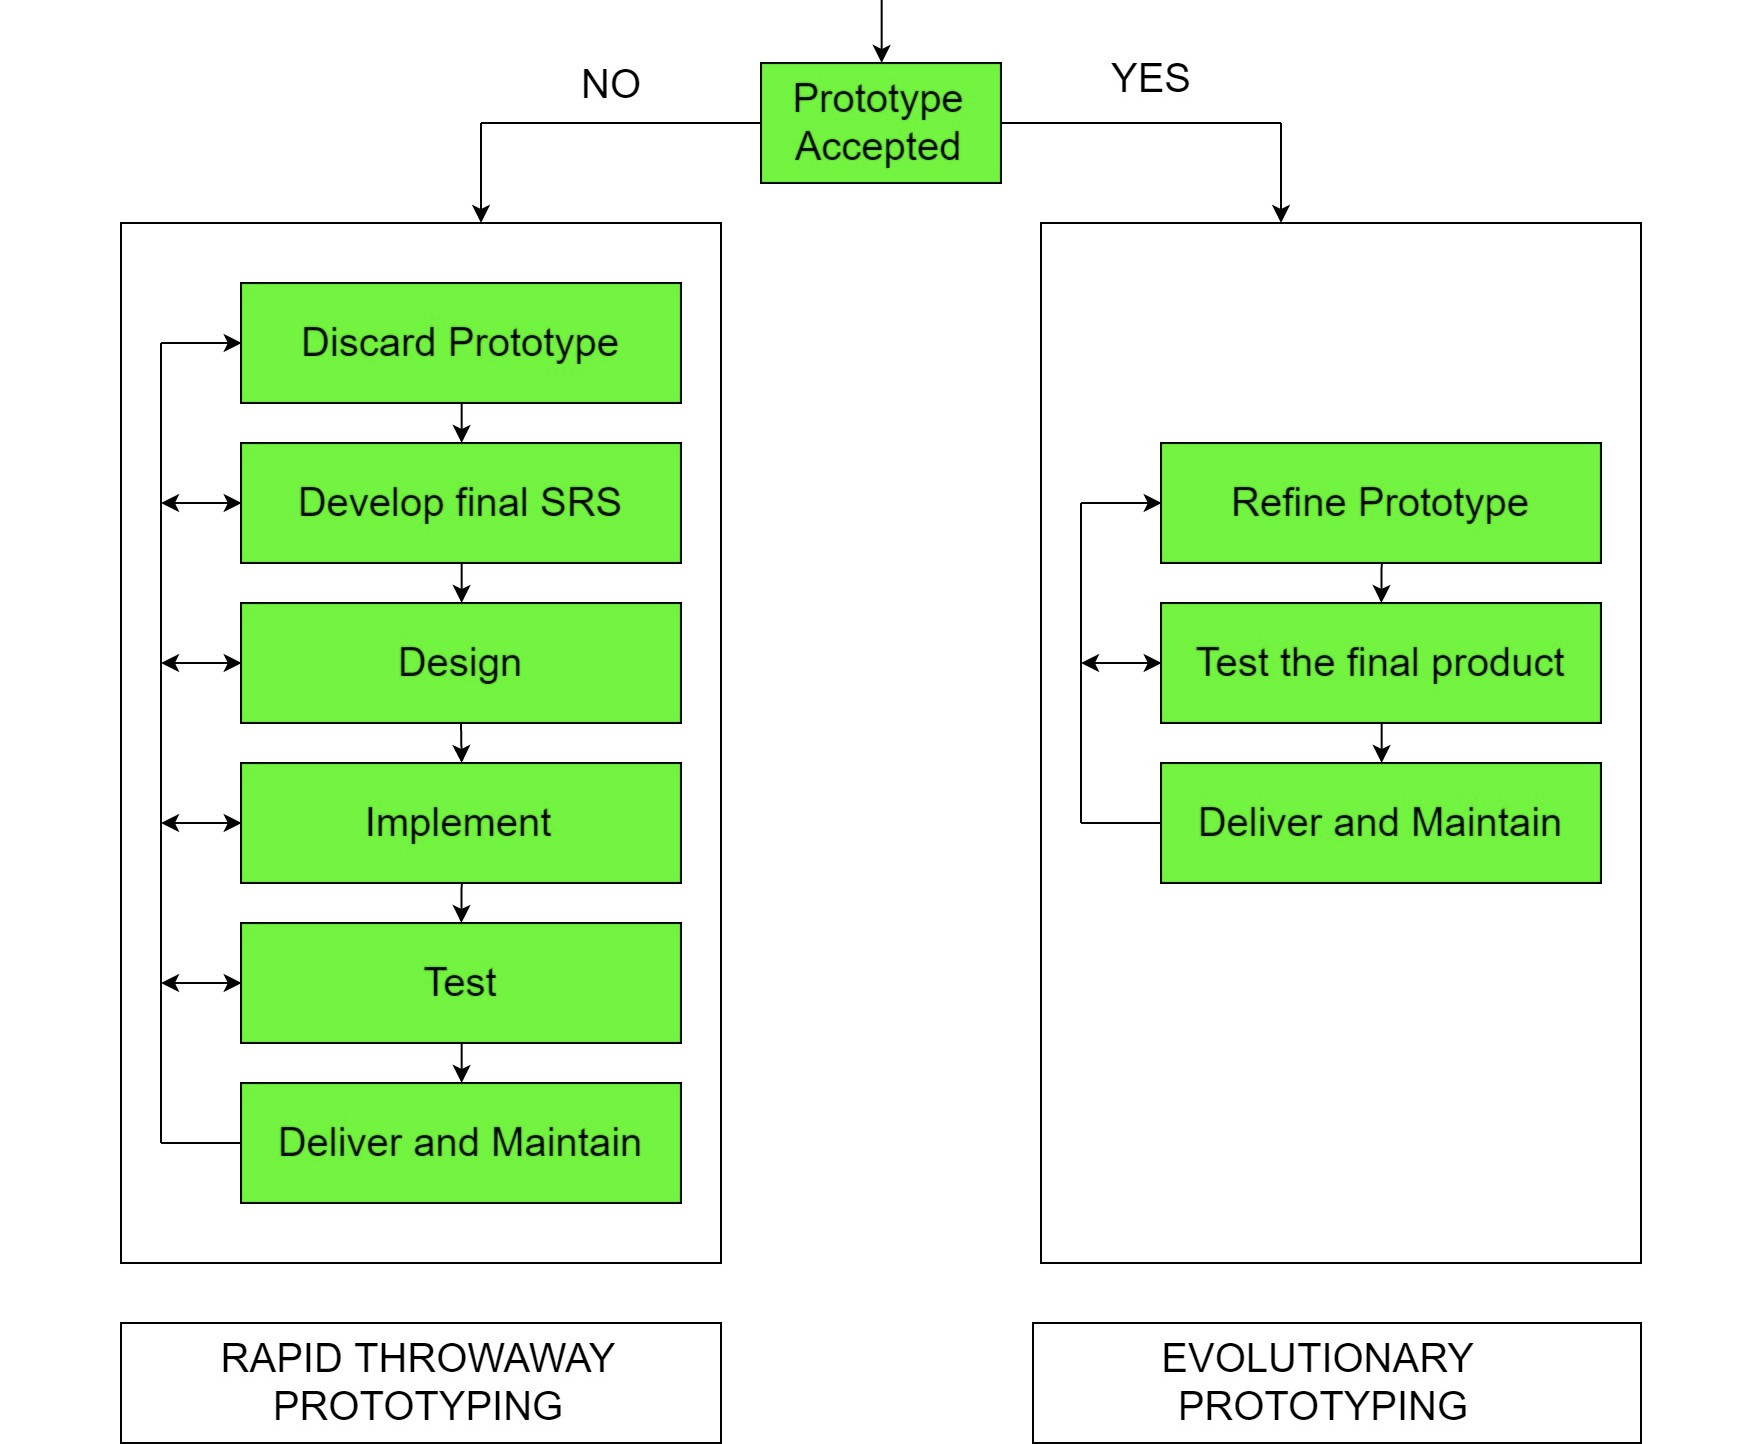 NO
YES
Prototype
Accepted
Discard Prototype
Develop final SRS
Design
Implement
Test
Deliver and Maintain
Refine Prototype
Test the final product
Deliver and Maintain
RAPID THROWAWAY
PROTOTYPING
EVOLUTIONARY
PROTOTYPING